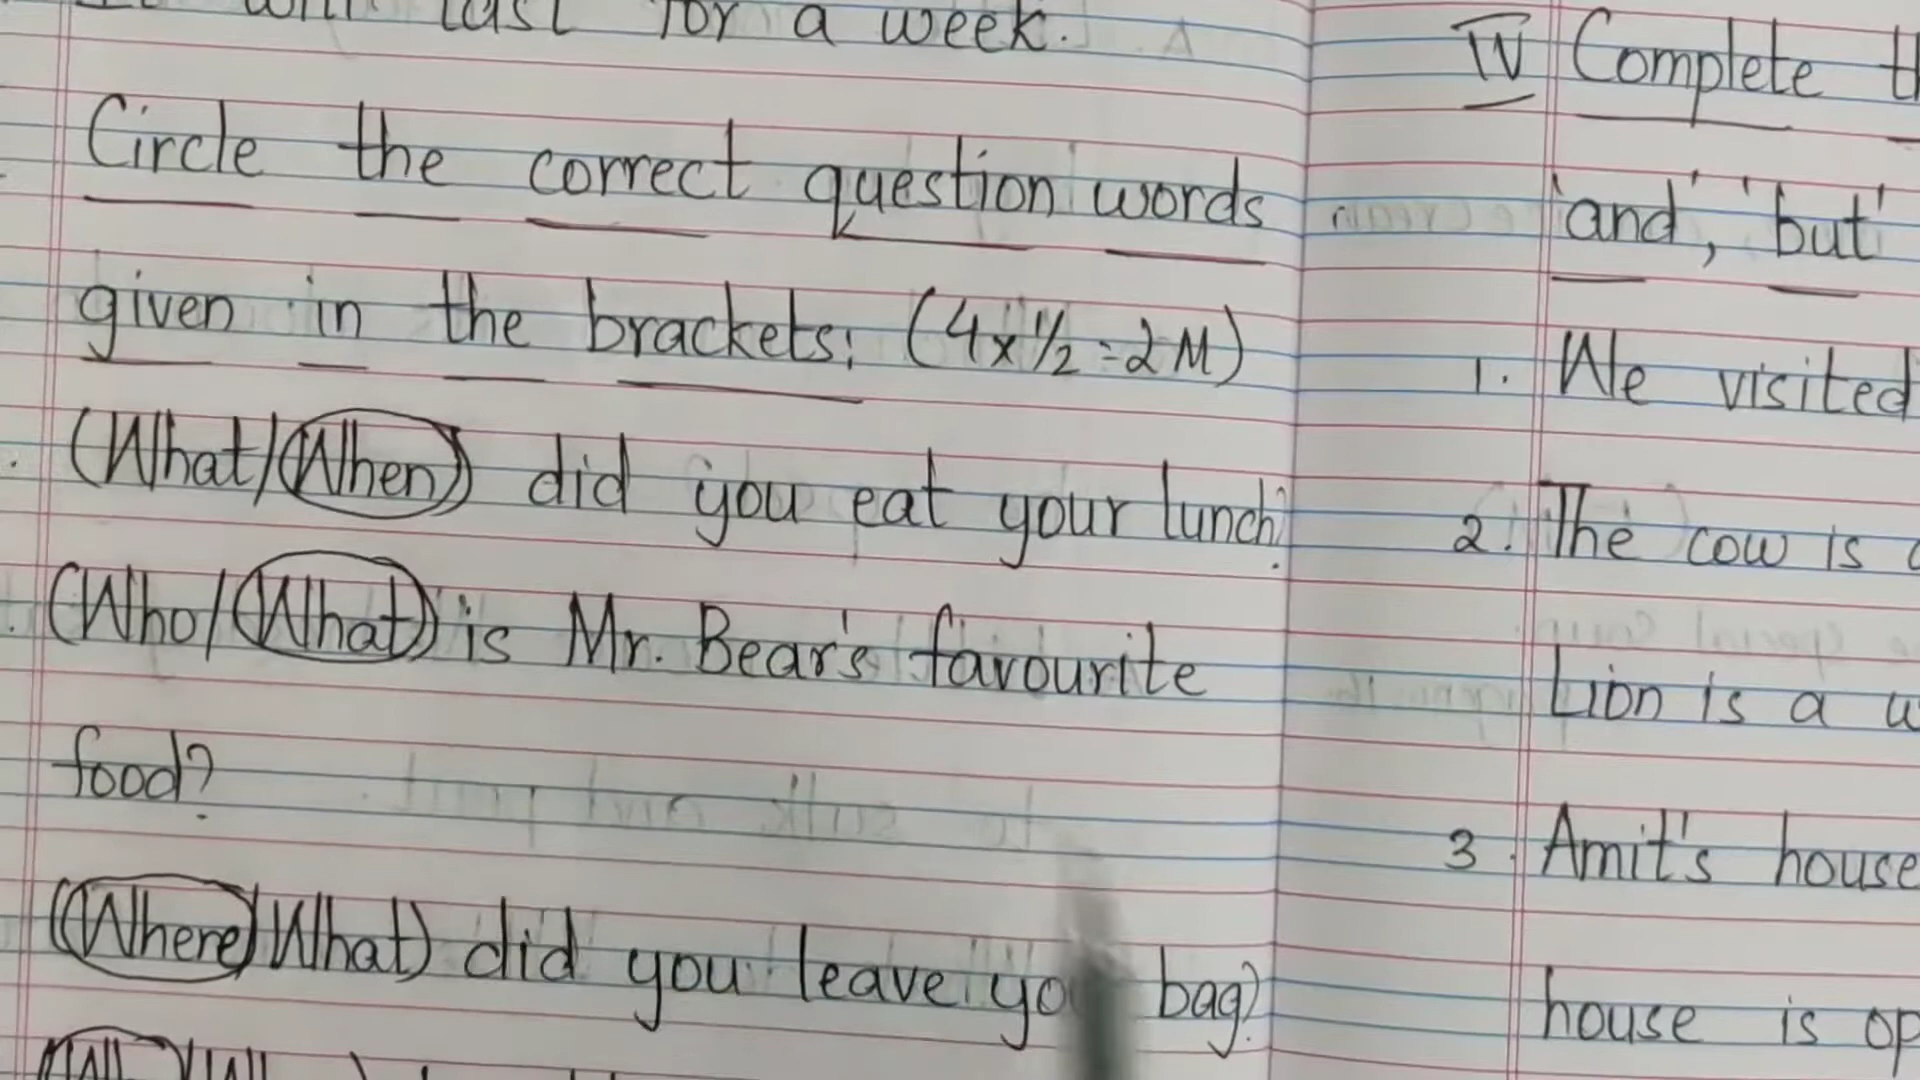 will last for a week.
Circle the correct question words
given in the brackets: (4x1/2=2M)
(What/When) did you eat your lunch?
(Who/What) is Mr. Bear's favourite
food?
(Where/What) did you leave bag?
IV Complete
'and', 'but'
1. We visited
2. The cow is
Lion is a
3. Amit's house
house is